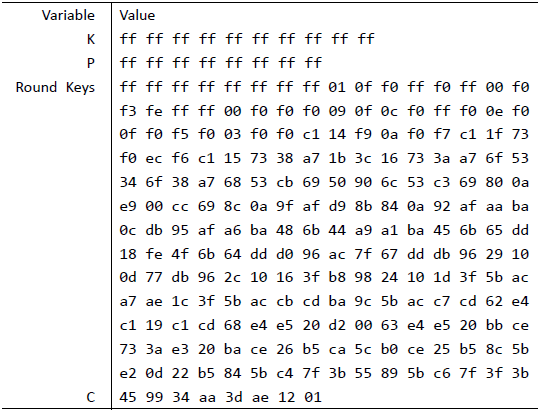 Variable Value
K ff ff ff ff ff ff ff ff ff ff
P ff ff ff ff ff ff ff ff
Round Keys ff ff ff ff ff ff ff ff 01 0f f0 ff f0 ff 00 f0
f3 fe ff ff 00 f0 f0 f0 09 0f 0c f0 ff f0 0e f0
0f f0 f5 f0 03 f0 f0 c1 14 f9 0a f0 f7 c1 1f 73
f0 ec f6 c1 15 73 38 a7 1b 3c 16 73 3a a7 6f 53
34 6f 38 a7 68 53 cb 69 50 90 6c 53 c3 69 80 0a
e9 00 cc 69 8c 0a 9f af d9 8b 84 0a 92 af aa ba
0c db 95 af a6 ba 48 6b 44 a9 a1 ba 45 6b 65 dd
18 fe 4f 6b 64 dd d0 96 ac 7f 67 dd db 96 29 10
0d 77 db 96 2c 10 16 3f b8 98 24 10 1d 3f 5b ac
a7 ae 1c 3f 5b ac cb cd ba 9c 5b ac c7 cd 62 e4
c1 19 c1 cd 68 e4 e5 20 d2 00 63 e4 e5 20 bb ce
73 3a e3 20 ba ce 26 b5 ca 5c b0 ce 25 b5 8c 5b
e2 0d 22 b5 84 5b c4 7f 3b 55 89 5b c6 7f 3f 3b
C 45 99 34 aa 3d ae 12 01